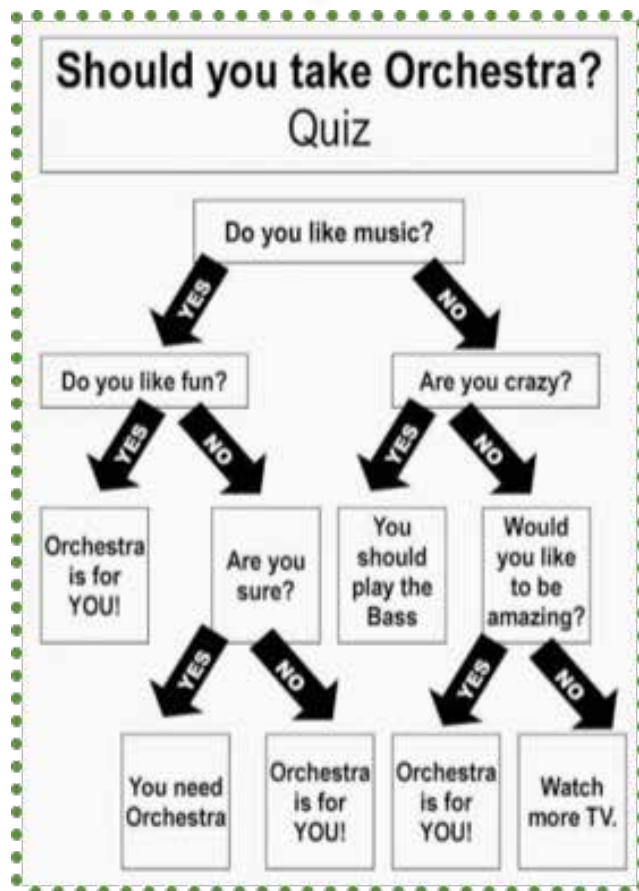 Should you take Orchestra?
Quiz
Do you like music?
YES
NO
Do you like fun?
Are you crazy?
YES
NO
YES
NO
Orchestra
is for
YOU!
Are you
sure?
You
should
play the
Bass
Would
you like
to be
amazing?
YES
NO
YES
NO
You need
Orchestra
Orchestra
is for
YOU!
Orchestra
is for
YOU!
Watch
more TV.